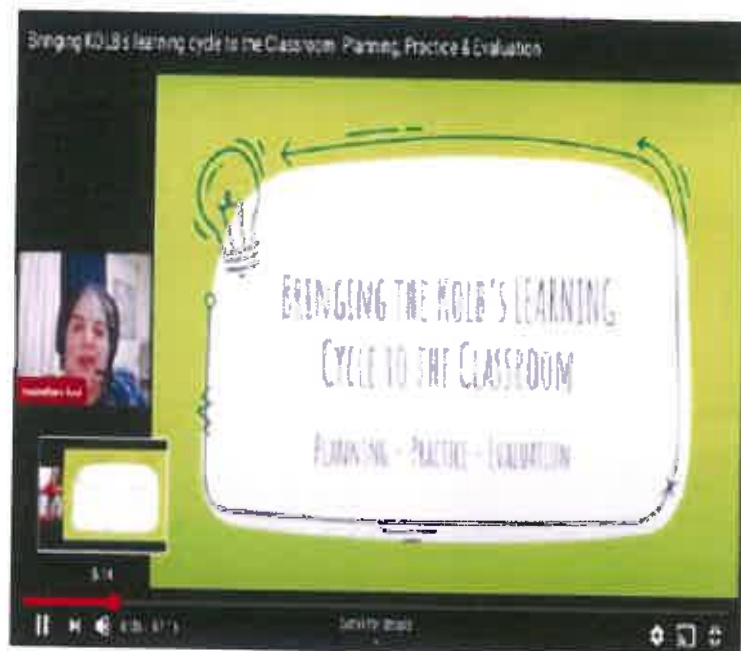 Bringing KOLB's learning cycle to the Classroom: Planning, Practice & Evaluation
BRINGING THE KOLB'S LEARNING
CYCLE TO THE CLASSROOM
PLANNING - PRACTICE - EVALUATION